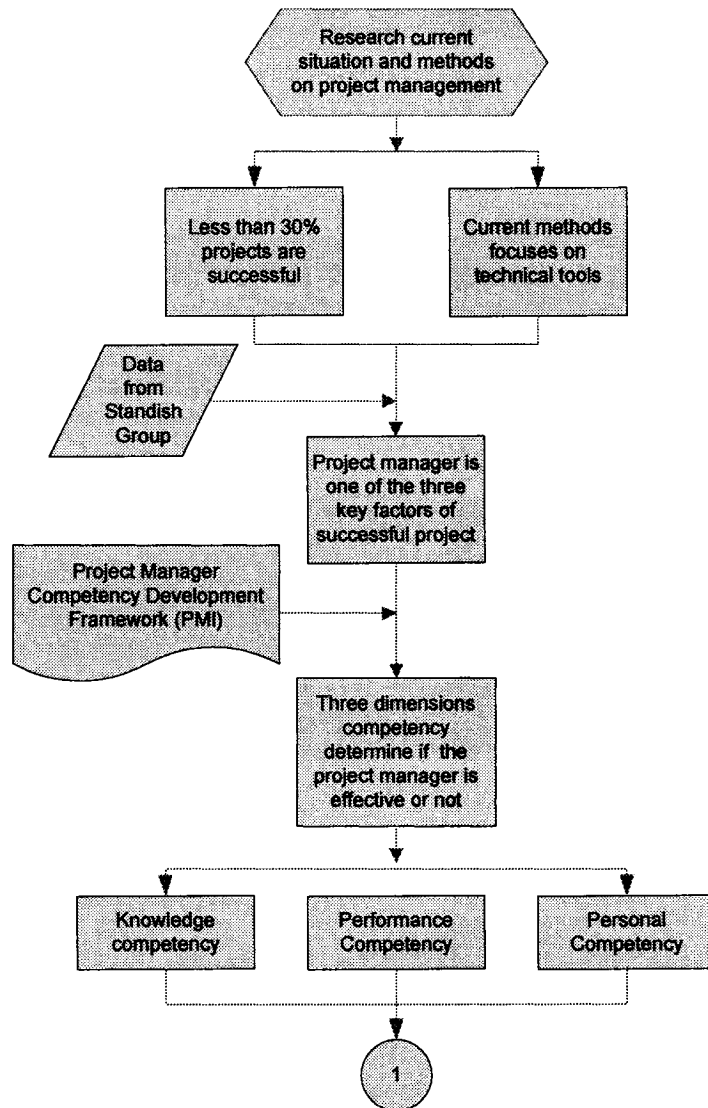 Research current
situation and methods
on project management
Less than 30%
projects are
successful
Current methods
focuses on
technical tools
Data
from
Standish
Group
Project manager is
one of the three
key factors of
successful project
Project Manager
Competency Development
Framework (PMI)
Three dimensions
competency
determine if the
project manager is
effective or not
Knowledge
competency
Performance
Competency
Personal
Competency
1